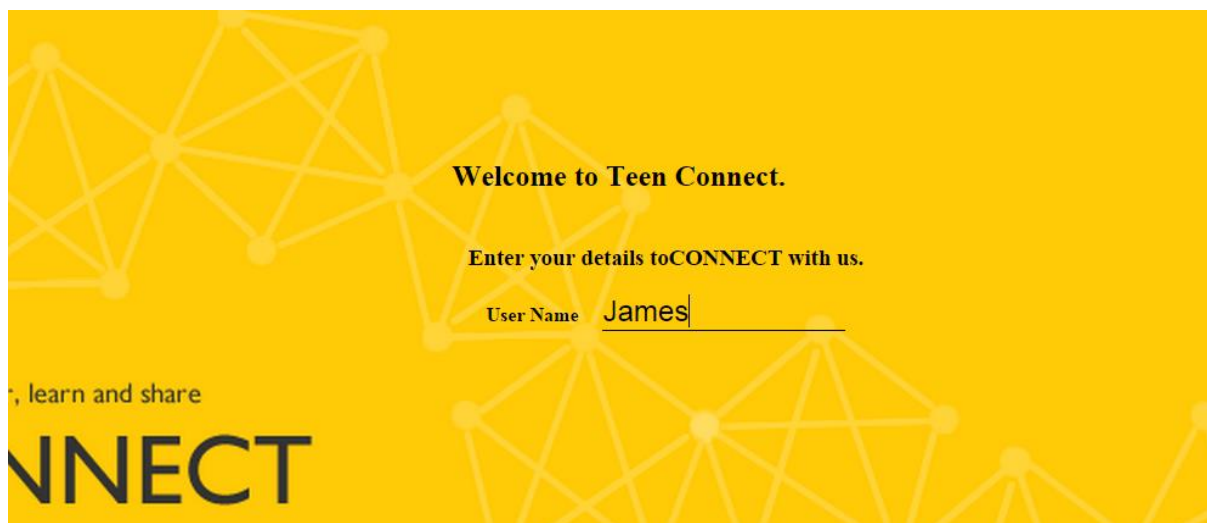 Welcome to Teen Connect.
Enter your details toCONNECT with us.
User Name James
, learn and share
NNECT